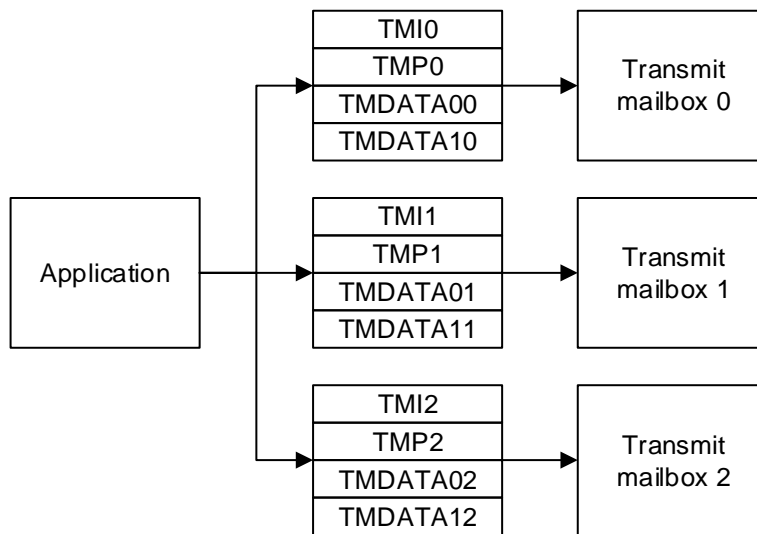 TMI0
TMP0
TMDATA00
TMDATA10
Transmit
mailbox 0
Application
TMI1
TMP1
TMDATA01
TMDATA11
Transmit
mailbox 1
TMI2
TMP2
TMDATA02
TMDATA12
Transmit
mailbox 2